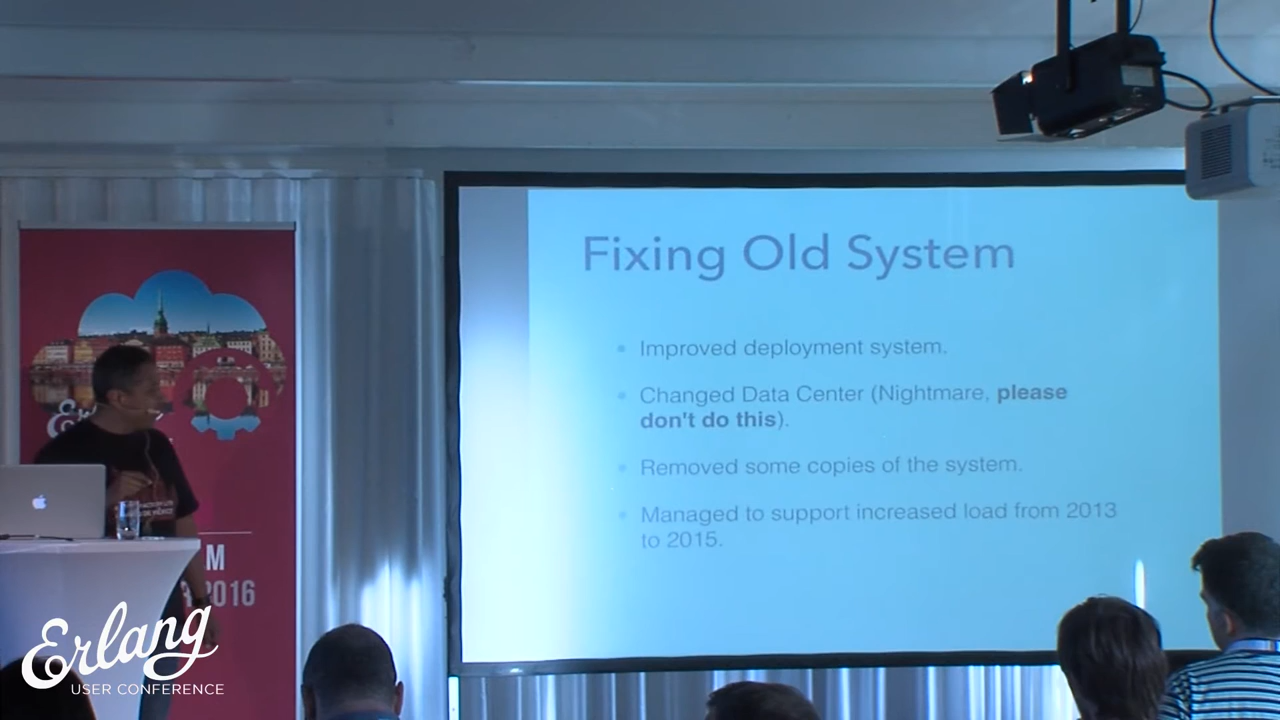 Fixing Old System
• Improved deployment system.
• Changed Data Center (Nightmare, please
don't do this).
• Removed some copies of the system.
• Managed to support increased load from 2013
to 2015.
M
2016
Erlang
USER CONFERENCE